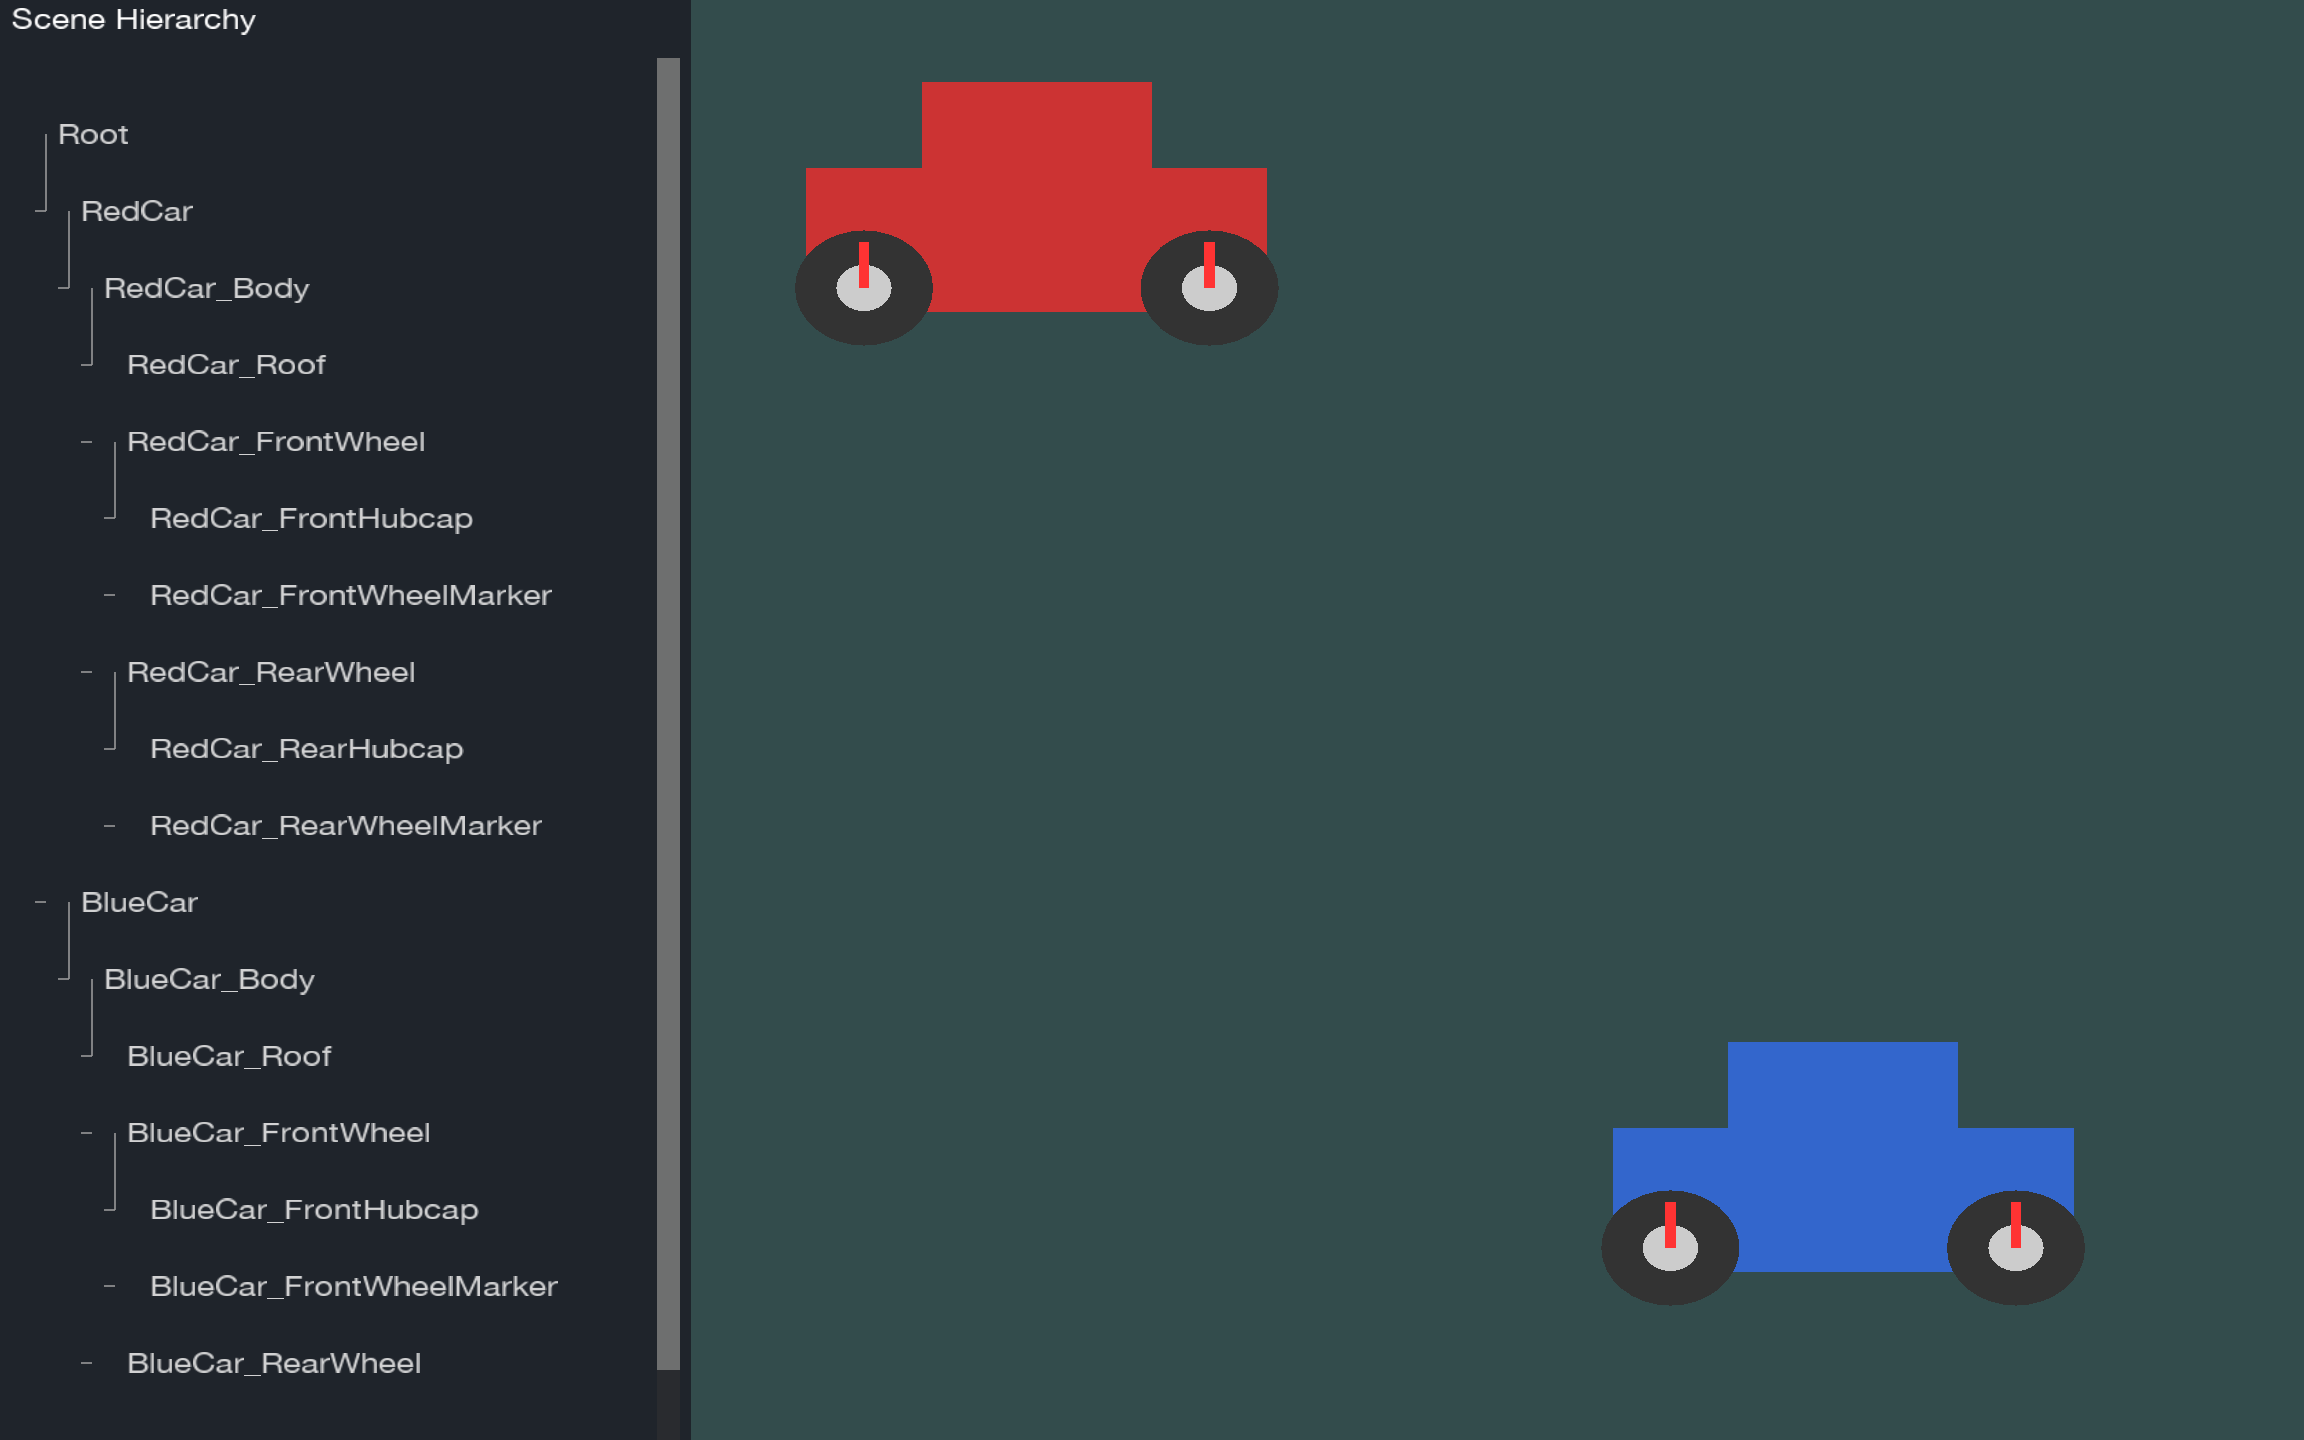 Scene Hierarchy
Root
RedCar
RedCar_Body
RedCar_Roof
RedCar_FrontWheel
RedCar_FrontHubcap
RedCar_FrontWheelMarker
RedCar_RearWheel
RedCar_RearHubcap
RedCar_RearWheelMarker
BlueCar
BlueCar_Body
BlueCar_Roof
BlueCar_FrontWheel
BlueCar_FrontHubcap
BlueCar_FrontWheelMarker
BlueCar_RearWheel